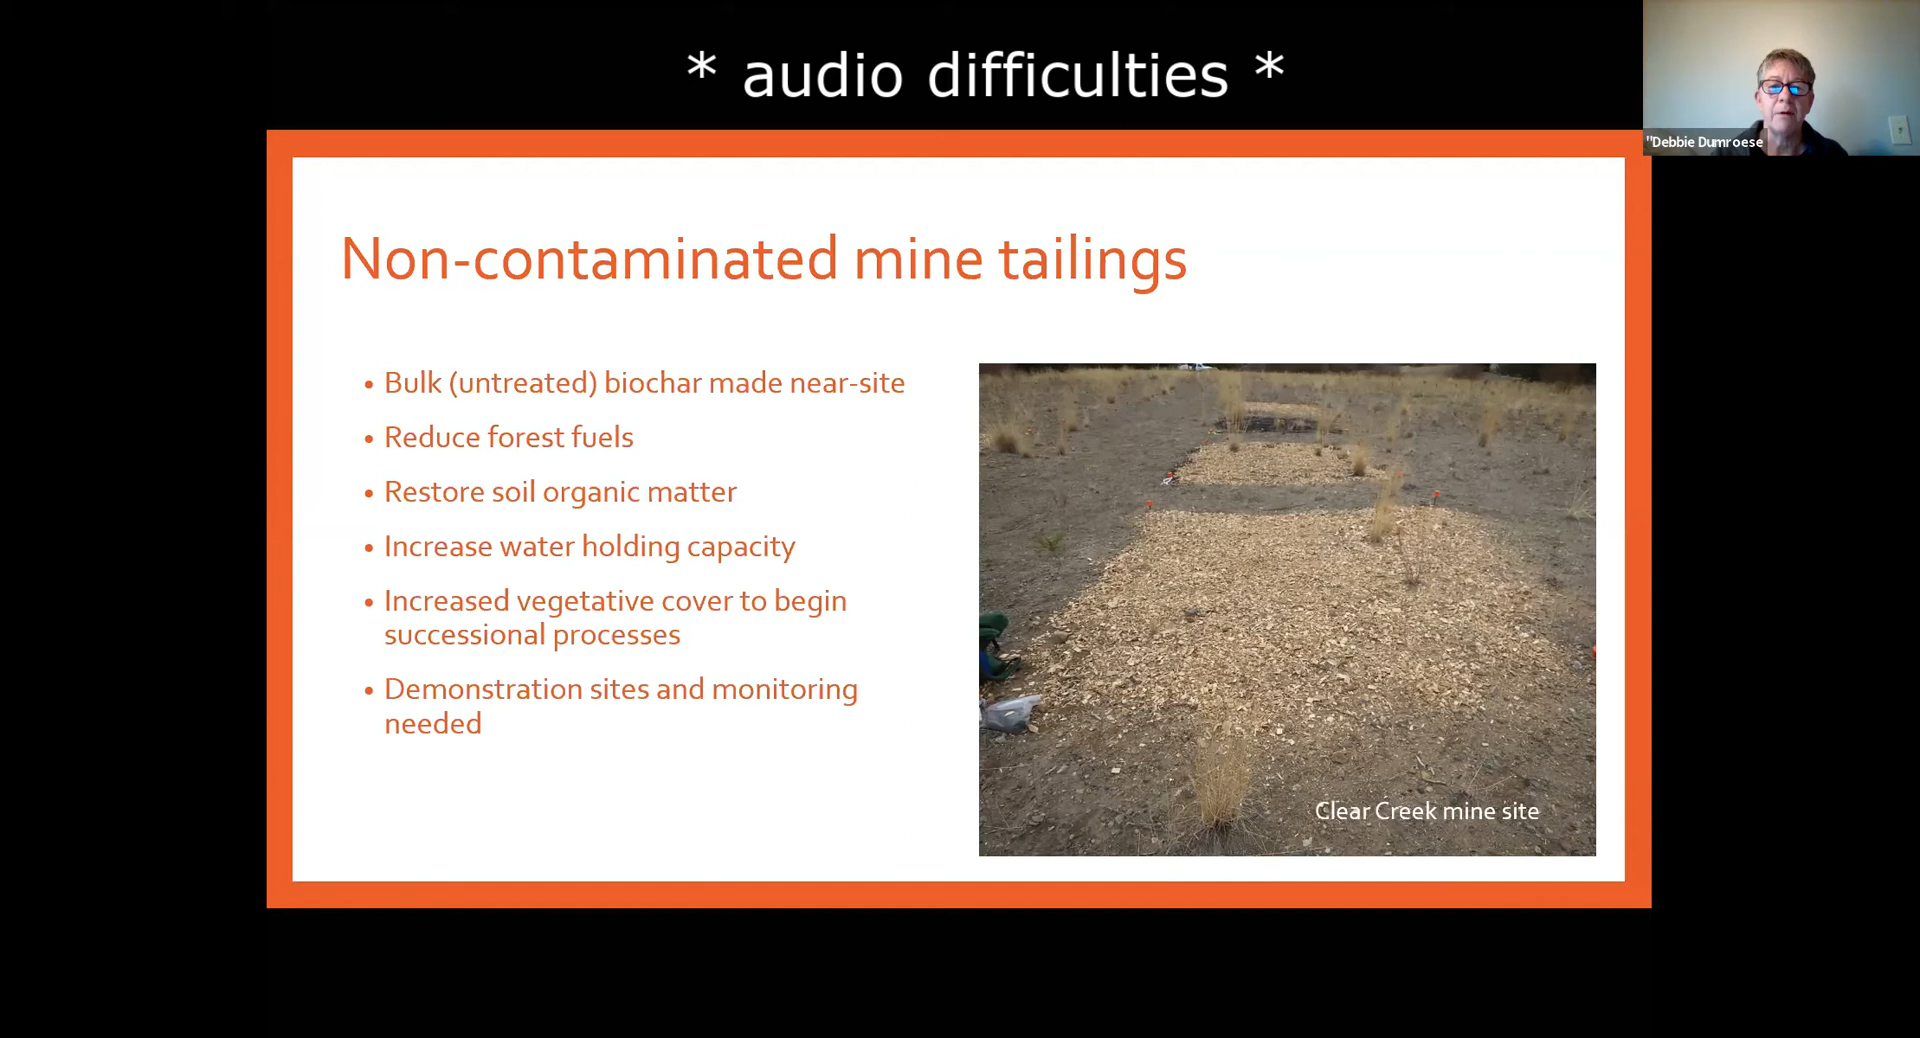 * audio difficulties *
"Debbie Dumroese
Non-contaminated mine tailings
• Bulk (untreated) biochar made near-site
• Reduce forest fuels
• Restore soil organic matter
• Increase water holding capacity
• Increased vegetative cover to begin
successional processes
• Demonstration sites and monitoring
needed
Clear Creek mine site